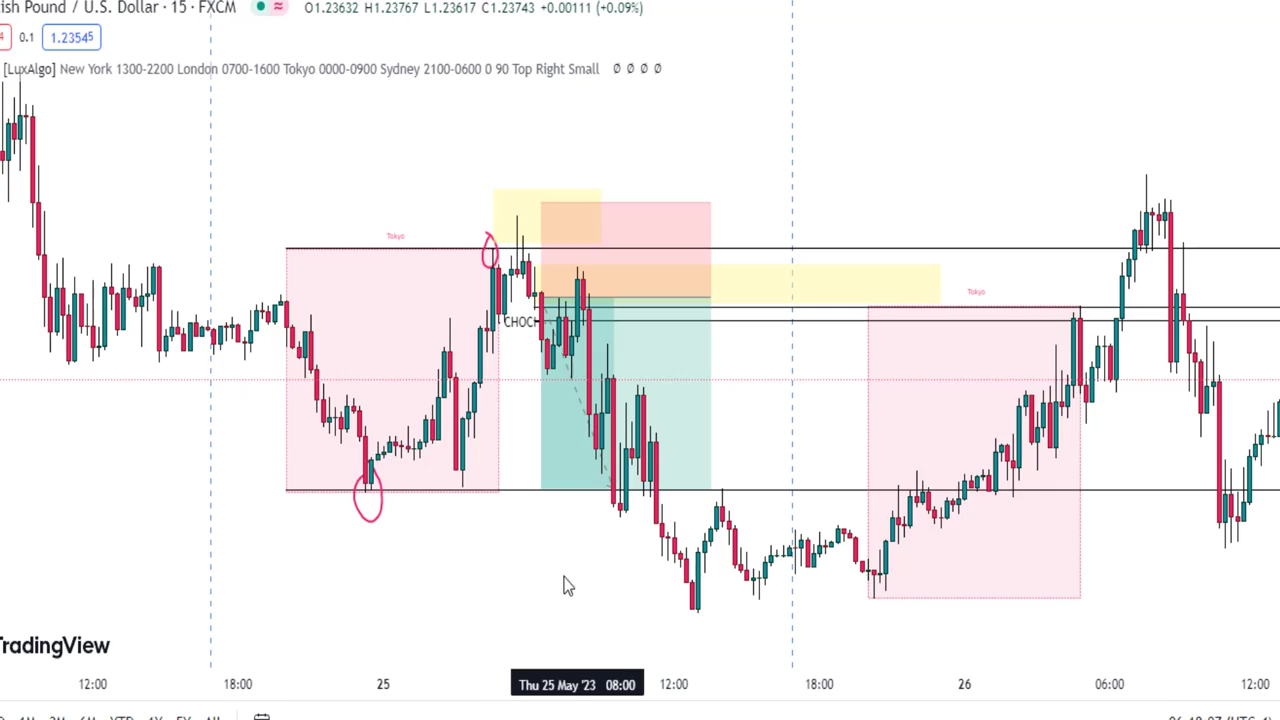 ish Pound / U.S. Dollar · 15 · FXCM O1.23632 H1.23767 L1.23617 C1.23743 +0.00111 (+0.09%)
4 0.1 1.23545
[LuxAlgo] New York 1300-2200 London 0700-1600 Tokyo 0000-0900 Sydney 2100-0600 0 90 Top Right Small Ø Ø Ø Ø
Tokyo
Tokyo
CHOCH
TradingView
12:00 18:00 25 Thu 25 May '23 08:00 12:00 18:00 26 06:00 12:00